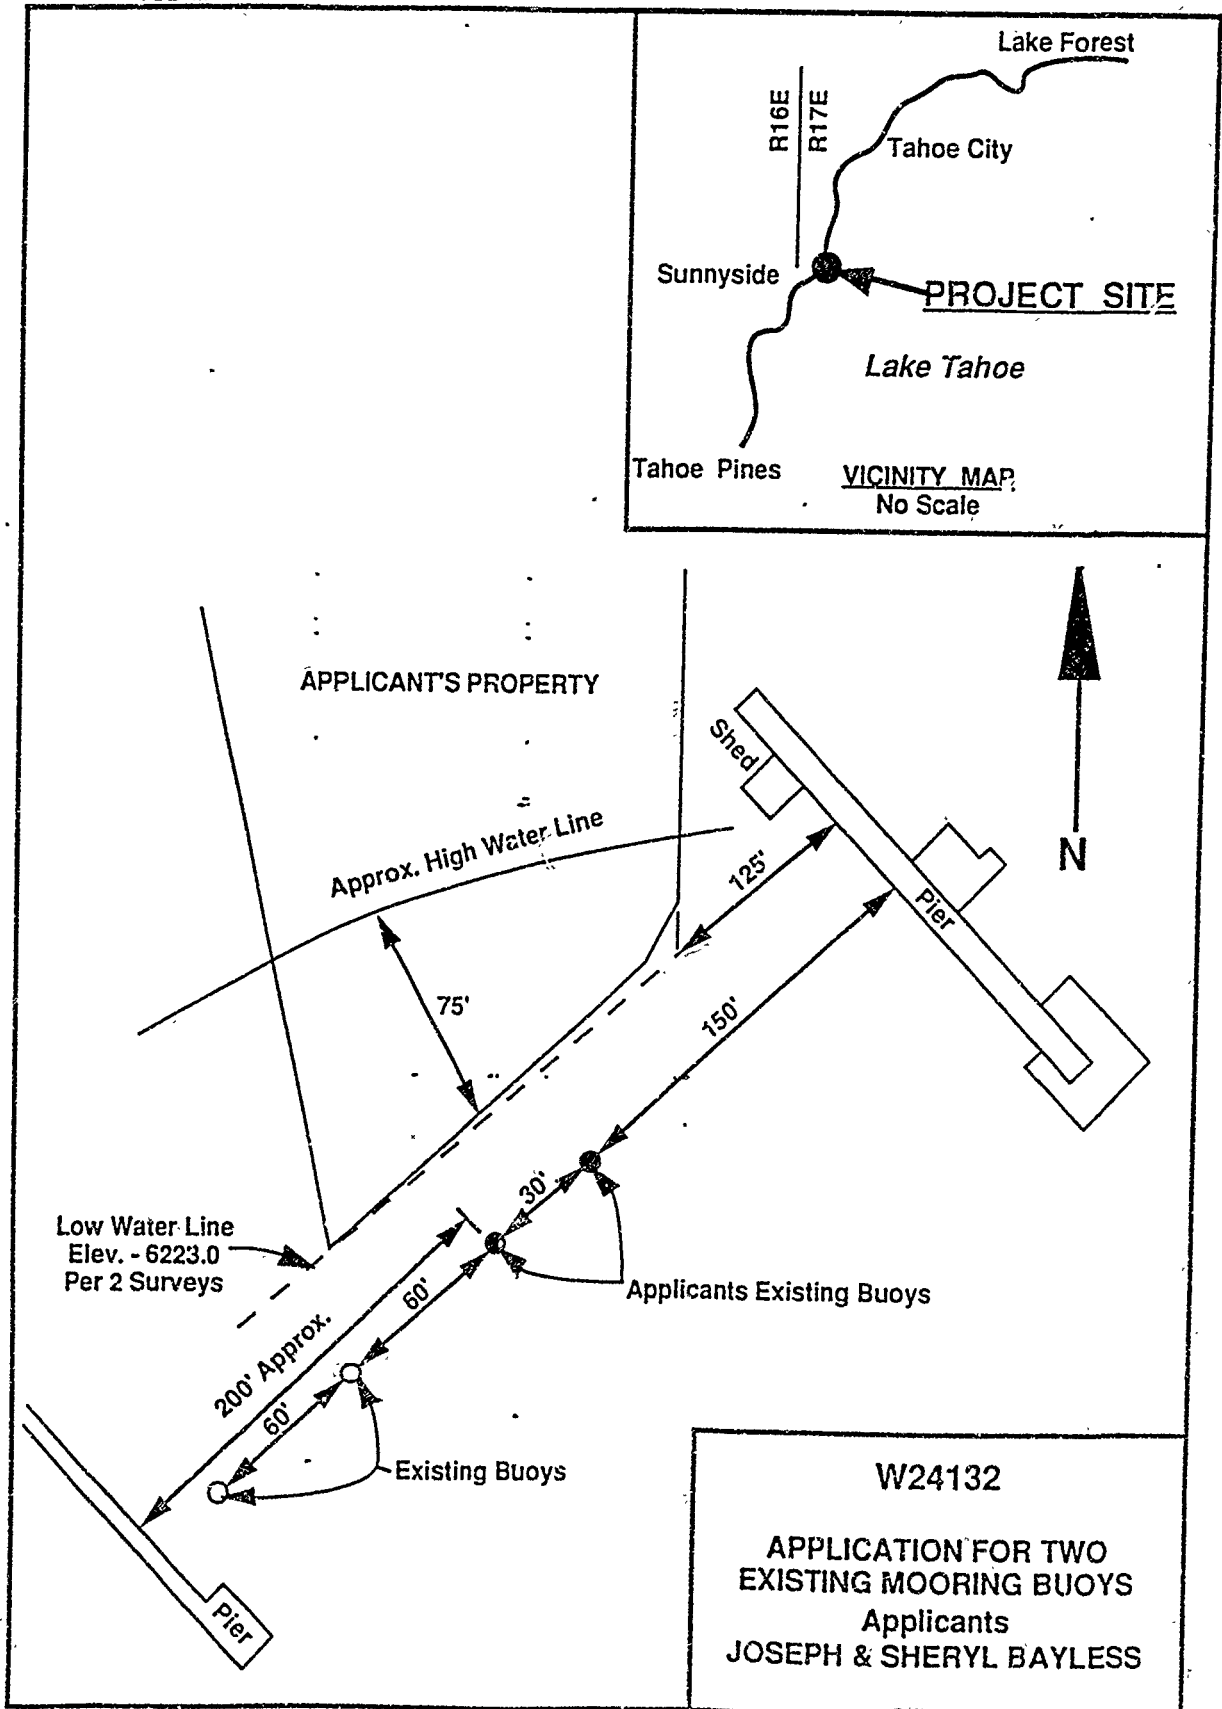 Lake Forest
R16E
R17E
Tahoe City
Sunnyside
PROJECT SITE
Lake Tahoe
Tahoe Pines
VICINITY MAP
No Scale
APPLICANT'S PROPERTY
Shed
Approx. High Water Line
125'
N
Pier
75'
150'
30'
Low Water Line
Elev. - 6223.0
Per 2 Surveys
60'
Applicants Existing Buoys
200' Approx.
60'
Existing Buoys
Pier
W24132
APPLICATION FOR TWO
EXISTING MOORING BUOYS
Applicants
JOSEPH & SHERYL BAYLESS